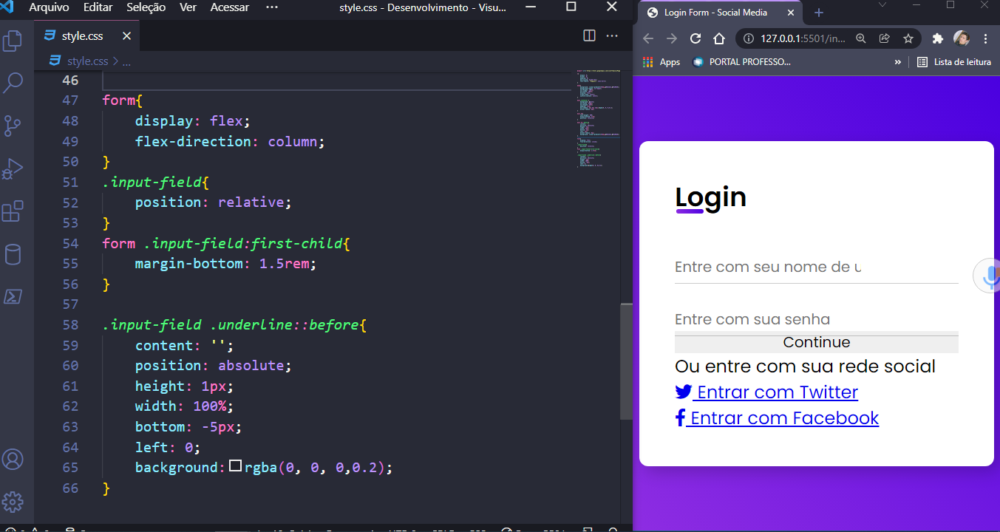 Arquivo Editar Seleção Ver Acessar ··· style.css - Desenvolvimento - Visu...
style.css
style.css > ...
46
47 form{
48 display: flex;
49 flex-direction: column;
50 }
51 .input-field{
52 position: relative;
53 }
54 form .input-field:first-child{
55 margin-bottom: 1.5rem;
56 }
57
58 .input-field .underline::before{
59 content: '';
60 position: absolute;
61 height: 1px;
62 width: 100%;
63 bottom: -5px;
64 left: 0;
65 background: rgba(0, 0, 0,0.2);
66 }
Login Form - Social Media
127.0.0.1:5501/in...
Apps PORTAL PROFESSO... » Lista de leitura
Login
Entre com seu nome de u
Entre com sua senha
Continue
Ou entre com sua rede social
Entrar com Twitter
Entrar com Facebook